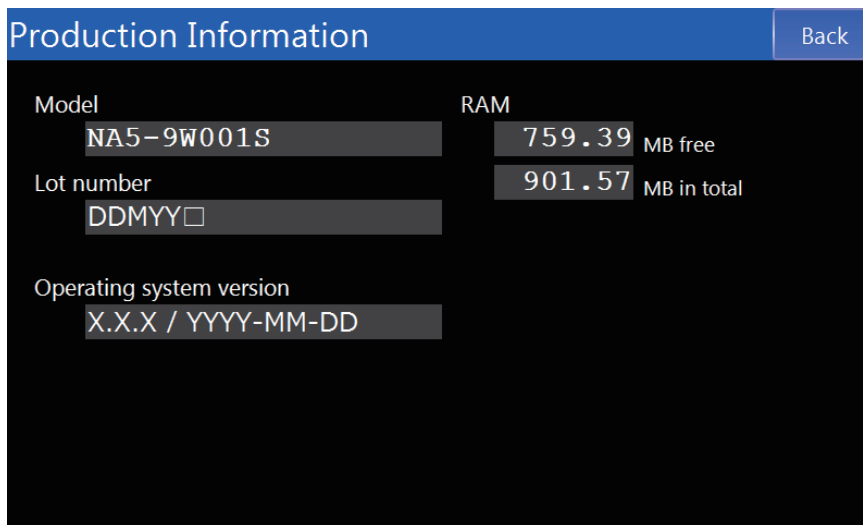 Production Information
Back
Model
NA5-9W001S
Lot number
DDMYY□
Operating system version
X.X.X / YYYY-MM-DD
RAM
759.39 MB free
901.57 MB in total